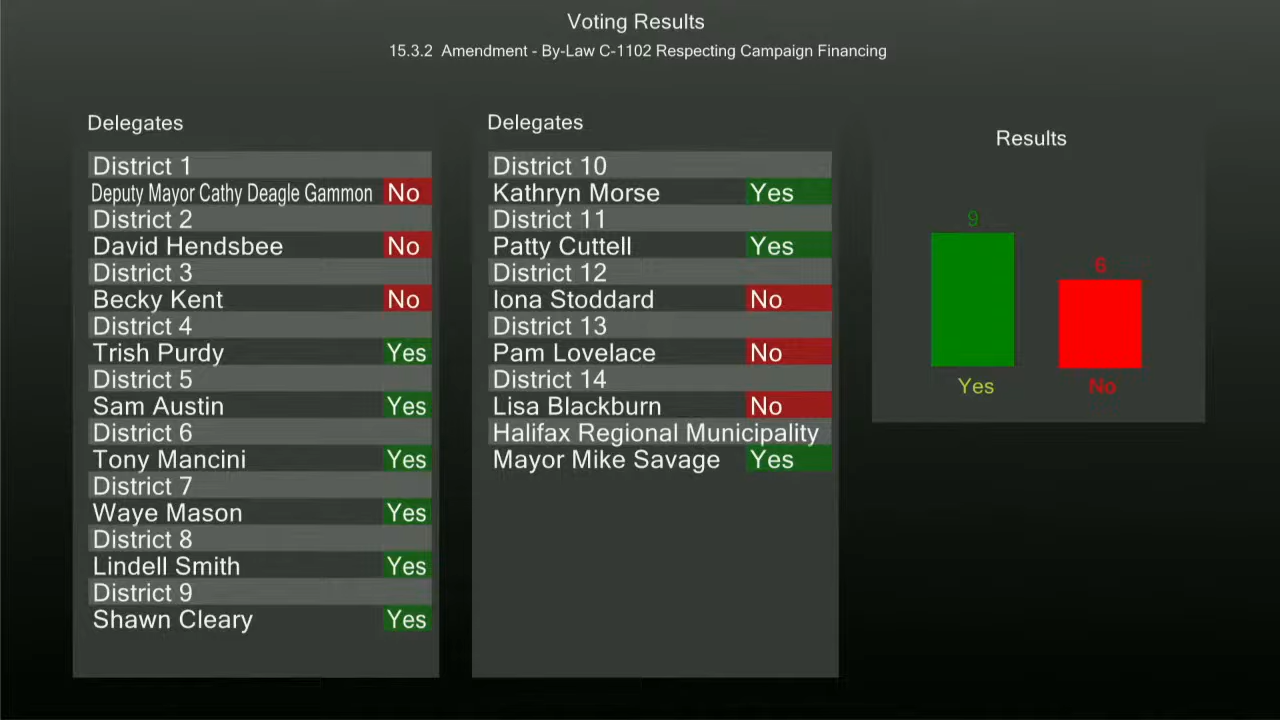 Voting Results
15.3.2 Amendment - By-Law C-1102 Respecting Campaign Financing
Delegates
District 1
Deputy Mayor Cathy Deagle Gammon No
District 2
David Hendsbee No
District 3
Becky Kent No
District 4
Trish Purdy Yes
District 5
Sam Austin Yes
District 6
Tony Mancini Yes
District 7
Waye Mason Yes
District 8
Lindell Smith Yes
District 9
Shawn Cleary Yes
Delegates
District 10
Kathryn Morse Yes
District 11
Patty Cuttell Yes
District 12
Iona Stoddard No
District 13
Pam Lovelace No
District 14
Lisa Blackburn No
Halifax Regional Municipality
Mayor Mike Savage Yes
Results
9
6
Yes No